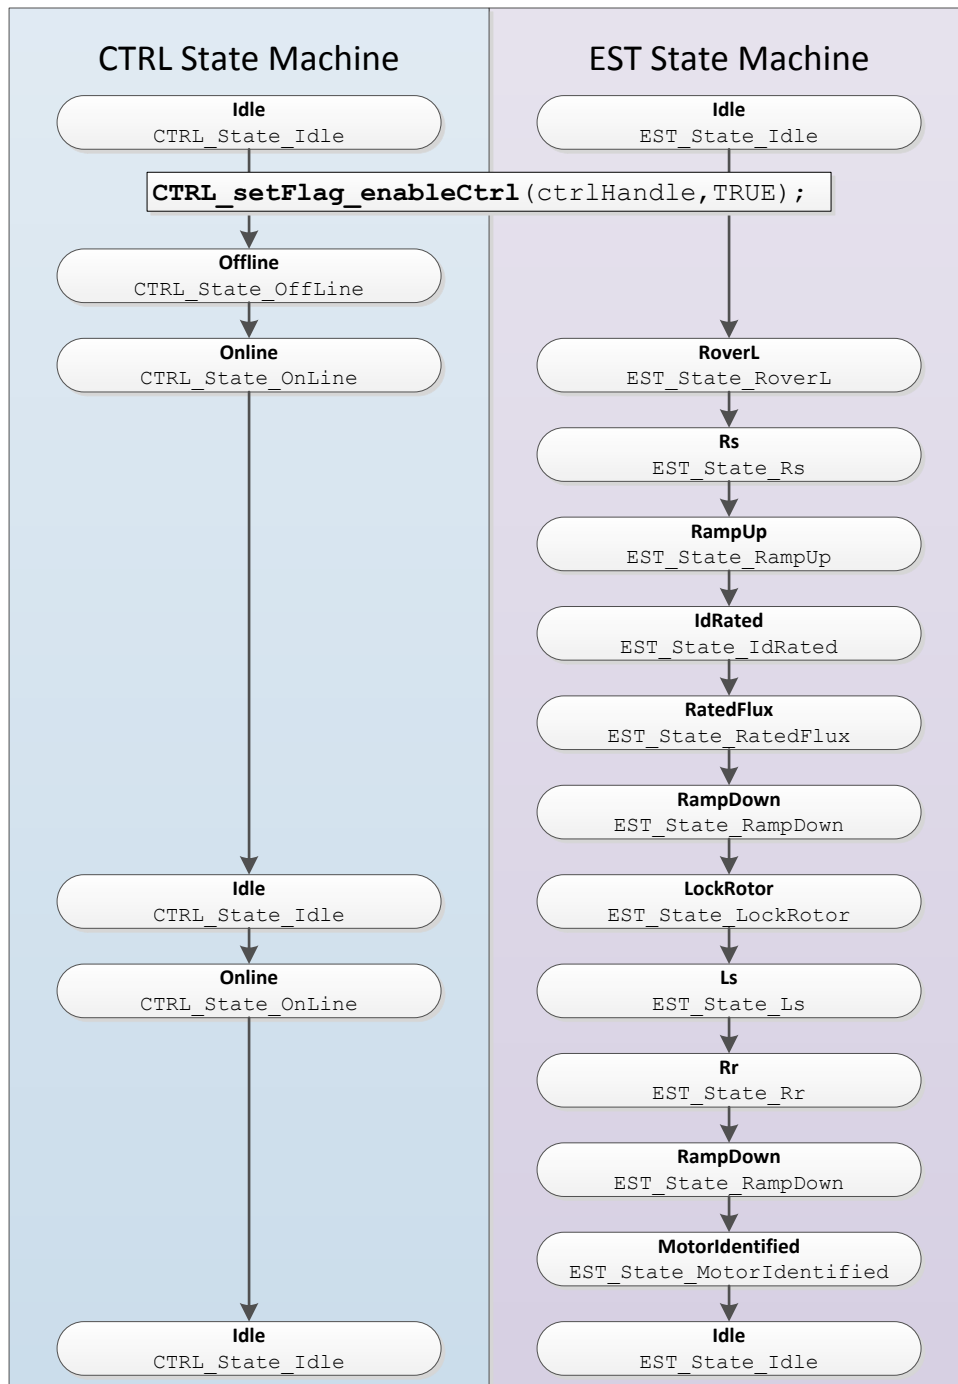 CTRL State Machine
EST State Machine
Idle
CTRL_State_Idle
Idle
EST_State_Idle
CTRL_setFlag_enableCtrl(ctrlHandle,TRUE);
Offline
CTRL_State_OffLine
Online
CTRL_State_OnLine
RoverL
EST_State_RoverL
Rs
EST_State_Rs
RampUp
EST_State_RampUp
IdRated
EST_State_IdRated
RatedFlux
EST_State_RatedFlux
RampDown
EST_State_RampDown
Idle
CTRL_State_Idle
LockRotor
EST_State_LockRotor
Online
CTRL_State_OnLine
Ls
EST_State_Ls
Rr
EST_State_Rr
RampDown
EST_State_RampDown
MotorIdentified
EST_State_MotorIdentified
Idle
CTRL_State_Idle
Idle
EST_State_Idle